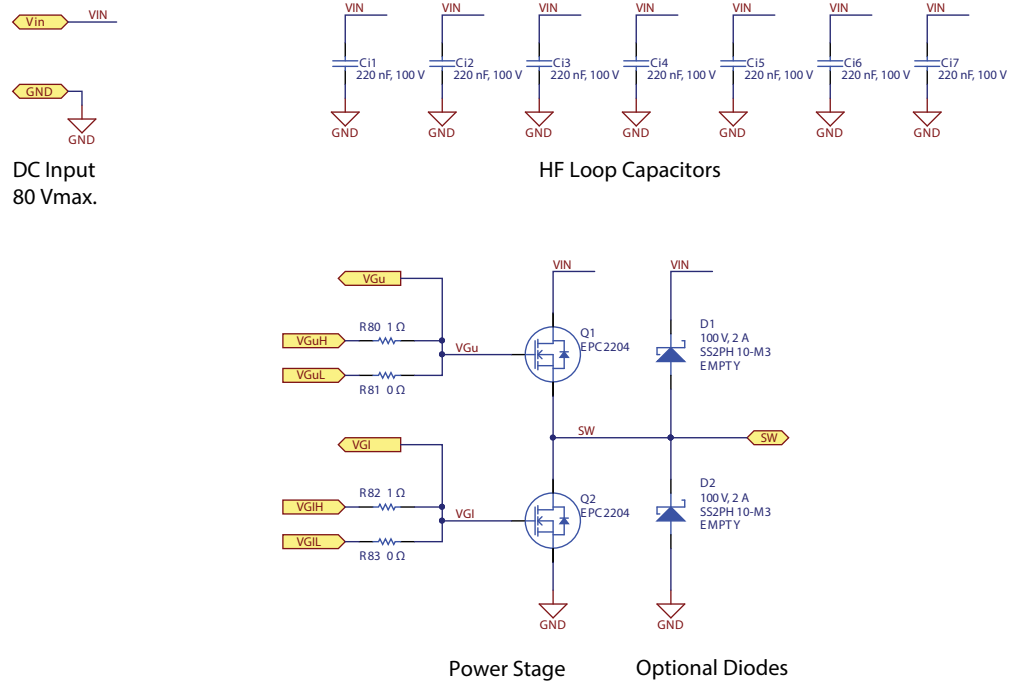 Vin
VIN
GND
GND
DC Input
80 Vmax.
VIN
Ci1
220 nF, 100 V
GND
VIN
Ci2
220 nF, 100 V
GND
VIN
Ci3
220 nF, 100 V
GND
VIN
Ci4
220 nF, 100 V
GND
VIN
Ci5
220 nF, 100 V
GND
VIN
Ci6
220 nF, 100 V
GND
VIN
Ci7
220 nF, 100 V
GND
HF Loop Capacitors
VGu
VGuH
R80 1 Ω
VGuL
R81 0 Ω
VGu
VIN
Q1
EPC2204
VIN
D1
100 V, 2 A
SS2PH10-M3
EMPTY
SW
SW
VGl
VGlH
R82 1 Ω
VGlL
R83 0 Ω
VGl
Q2
EPC2204
GND
D2
100 V, 2 A
SS2PH10-M3
EMPTY
GND
Power Stage
Optional Diodes